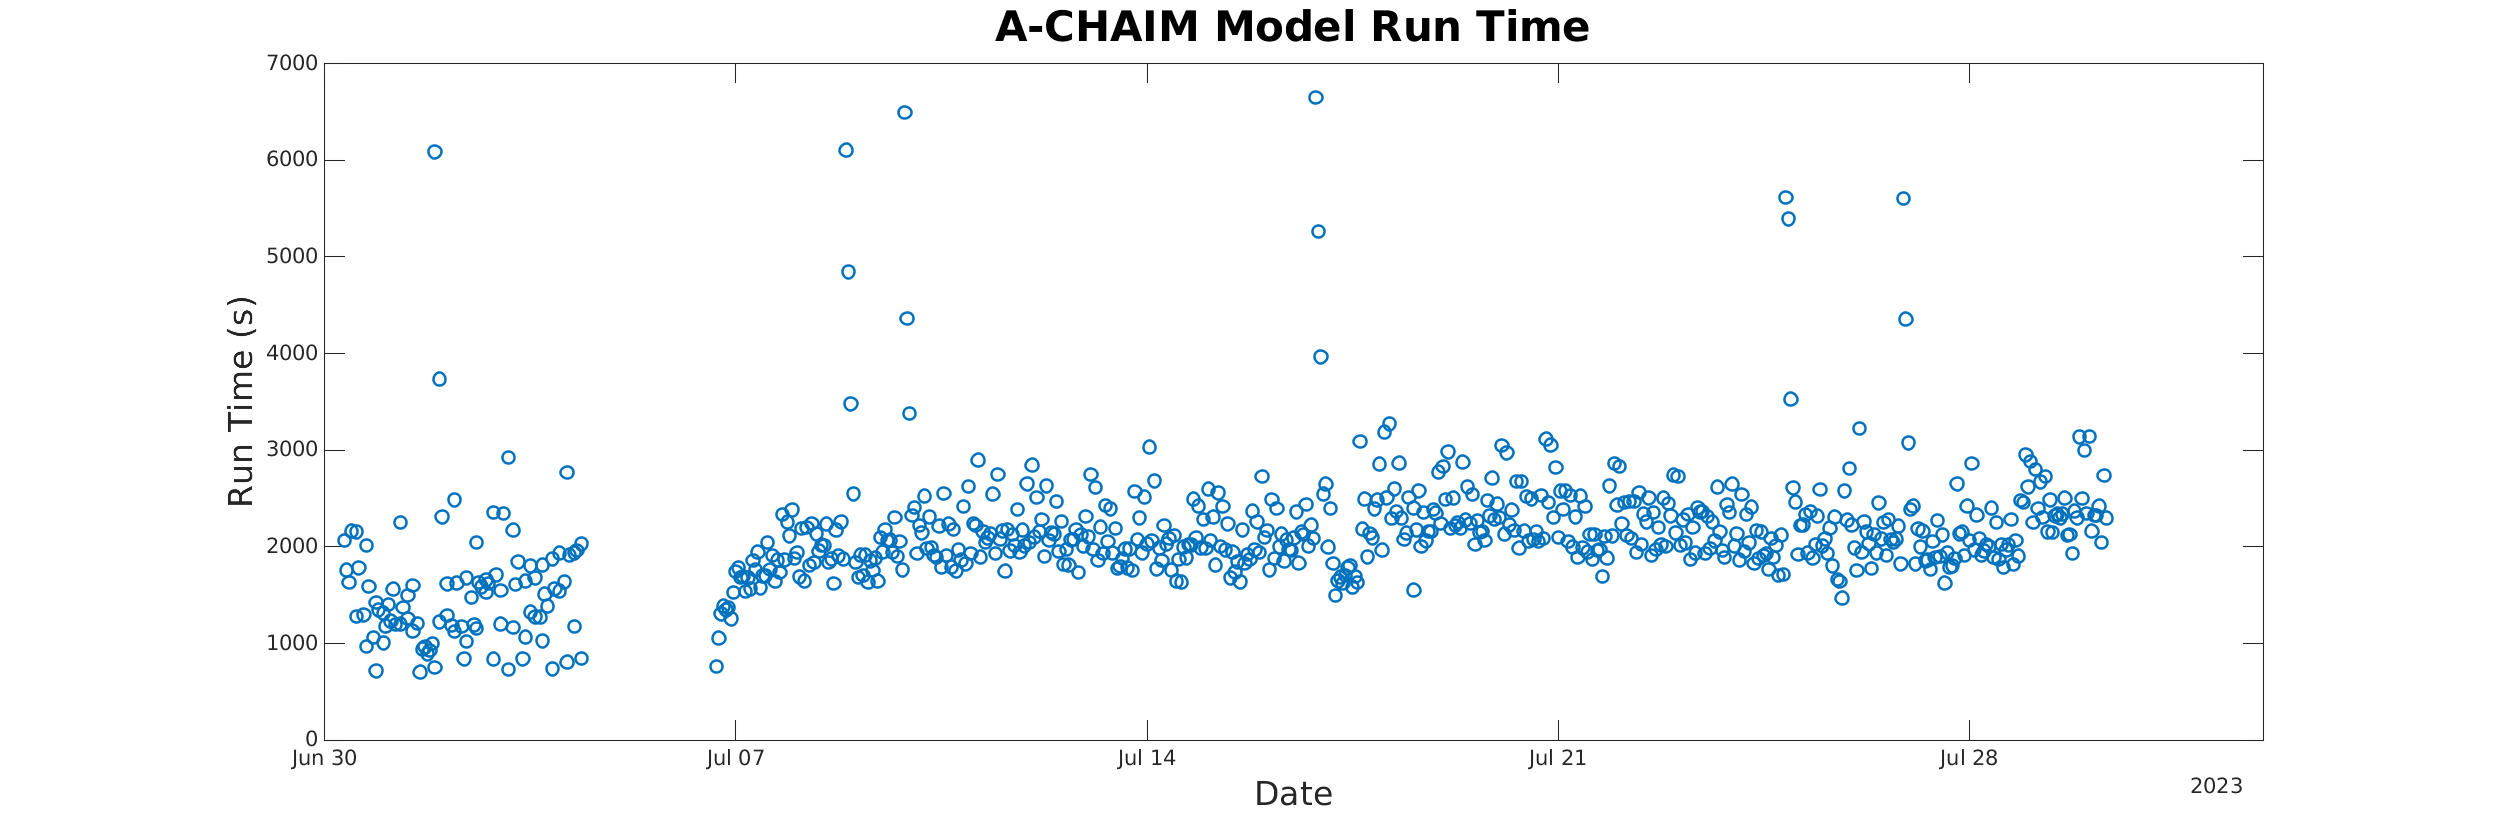 A-CHAIM Model Run Time
7000
6000
5000
4000
3000
2000
1000
0
Run Time (s)
Jun 30
Jul 07
Jul 14
Jul 21
Jul 28
Date
2023